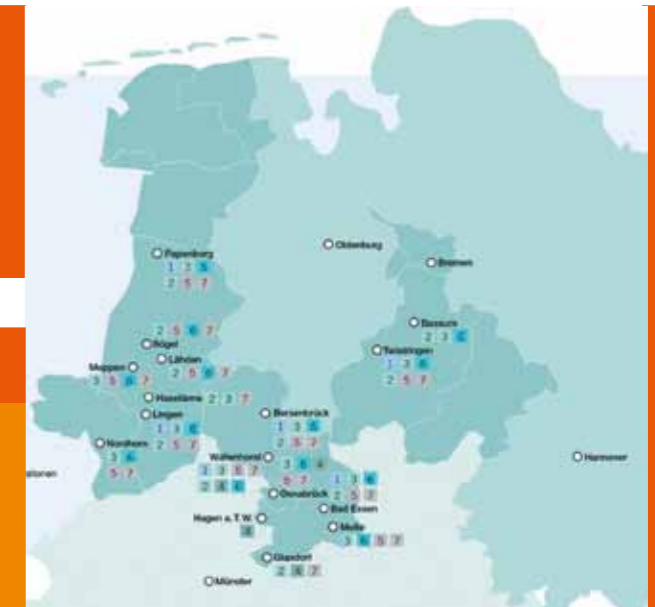 Oldenburg
Papenburg
1 3 6
2 5 7
Bremen
Bassum
2 3 6
2 5 6 7
Sögel
Twistringen
1 3 6
2 5 7
Lähden
2 5 6 7
Meppen
3 5 6 7
Haselünne 2 3 7
Lingen
1 3 6
2 5 7
Bersenbrück
1 3 6
2 5 7
Nordhorn
3 6
5 7
Wallenhorst
1 3 5 7
2 4 6
3 6 4
5 7
Hannover
1 3 6
Osnabrück 2 5 7
Bad Essen
Hagen a.T.W.
4
Melle
3 6 5 7
Glandorf
2 4 7
Münster